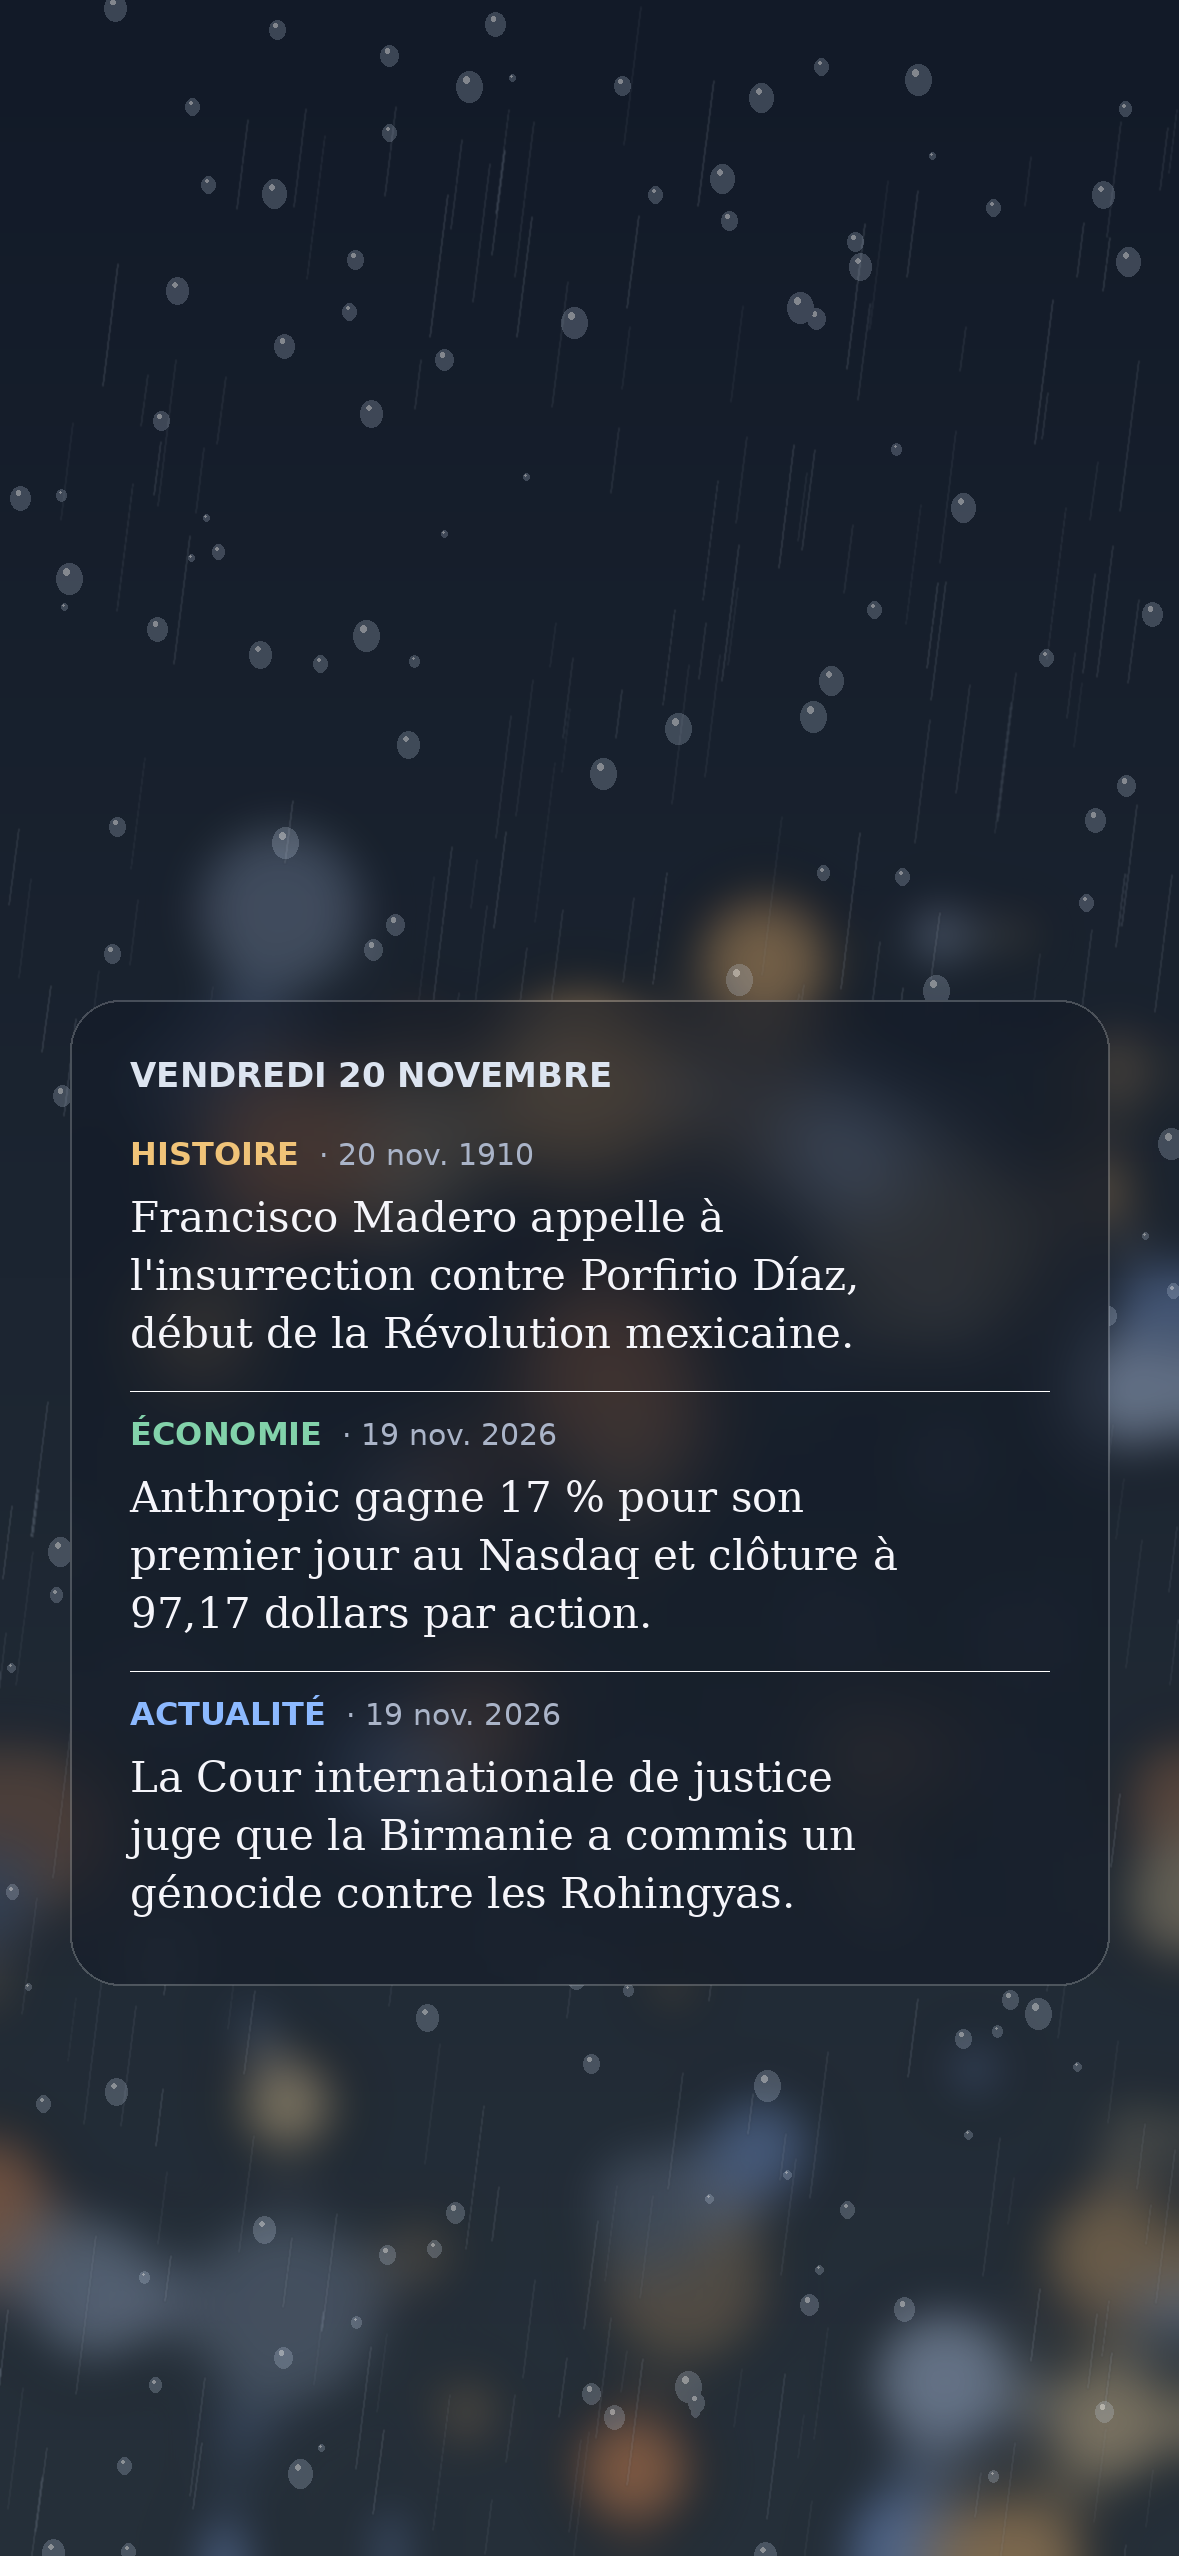 VENDREDI 20 NOVEMBRE
HISTOIRE · 20 nov. 1910
Francisco Madero appelle à
l'insurrection contre Porfirio Díaz,
début de la Révolution mexicaine.
ÉCONOMIE · 19 nov. 2026
Anthropic gagne 17 % pour son
premier jour au Nasdaq et clôture à
97,17 dollars par action.
ACTUALITÉ · 19 nov. 2026
La Cour internationale de justice
juge que la Birmanie a commis un
génocide contre les Rohingyas.